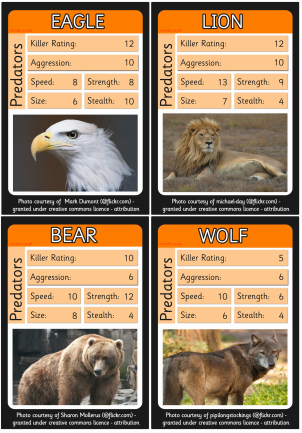 EAGLE
Predators
Killer Rating: 12
Aggression: 10
Speed: 8 Strength: 8
Size: 6 Stealth: 10
Photo courtesy of Mark Dumont (@flickr.com) -
granted under creative commons licence - attribution
LION
Predators
Killer Rating: 12
Aggression: 10
Speed: 13 Strength: 9
Size: 7 Stealth: 4
Photo courtesy of michael-day (@flickr.com) -
granted under creative commons licence - attribution
BEAR
Predators
Killer Rating: 10
Aggression: 6
Speed: 10 Strength: 12
Size: 8 Stealth: 4
Photo courtesy of Sharon Mollerus (@flickr.com) -
granted under creative commons licence - attribution
WOLF
Predators
Killer Rating: 5
Aggression: 6
Speed: 12 Strength: 6
Size: 6 Stealth: 4
Photo courtesy of pipilongstockings (@flickr.com) -
granted under creative commons licence - attribution